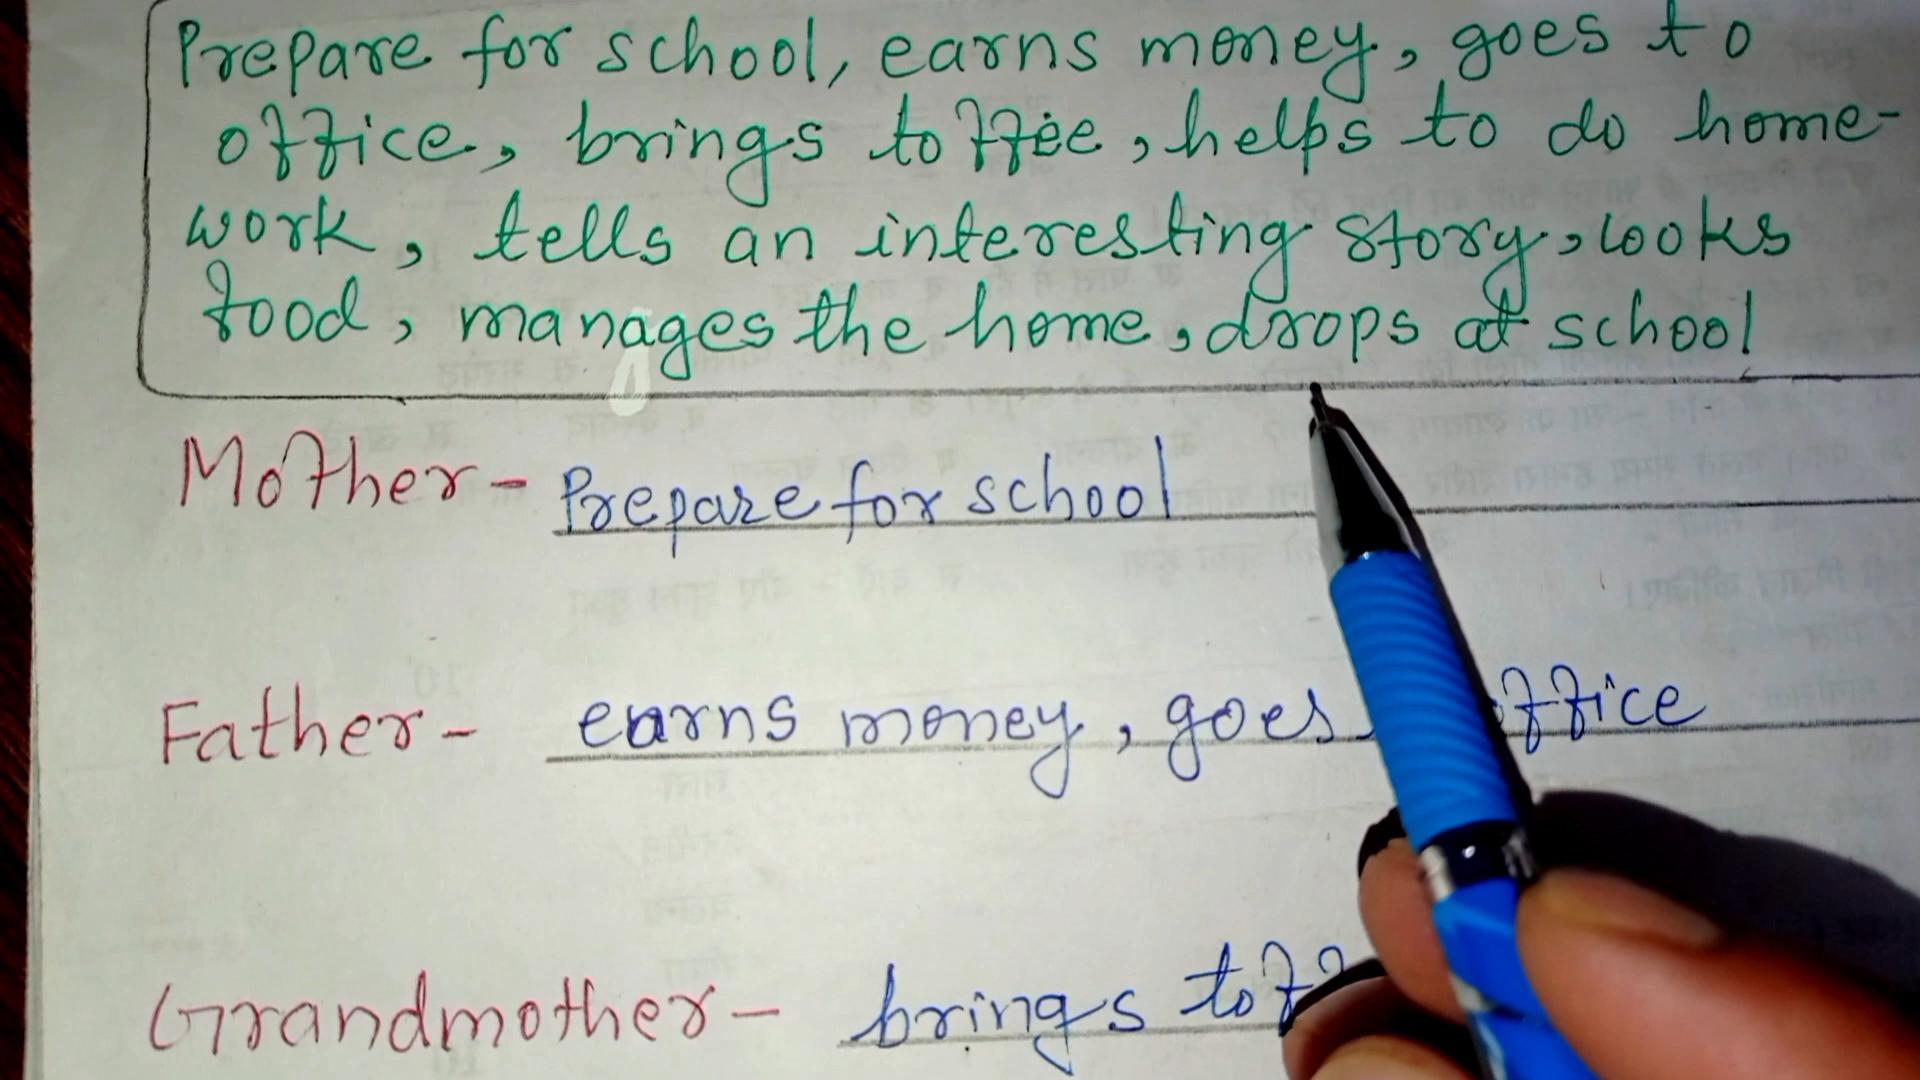 Prepare for school, earns money, goes to
office, brings toffee, helps to do home-
work, tells an interesting story, looks
food, manages the home, drops at school
Mother - Prepare for school
Father - earns money, goes office
Grandmother - brings